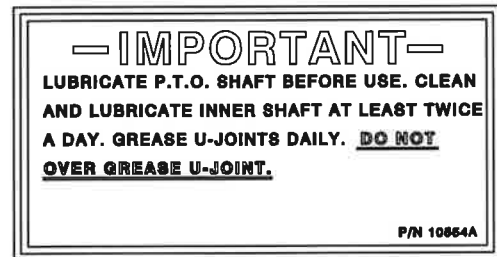 —IMPORTANT—
LUBRICATE P.T.O. SHAFT BEFORE USE. CLEAN
AND LUBRICATE INNER SHAFT AT LEAST TWICE
A DAY. GREASE U-JOINTS DAILY. DO NOT
OVER GREASE U-JOINT.
P/N 10554A